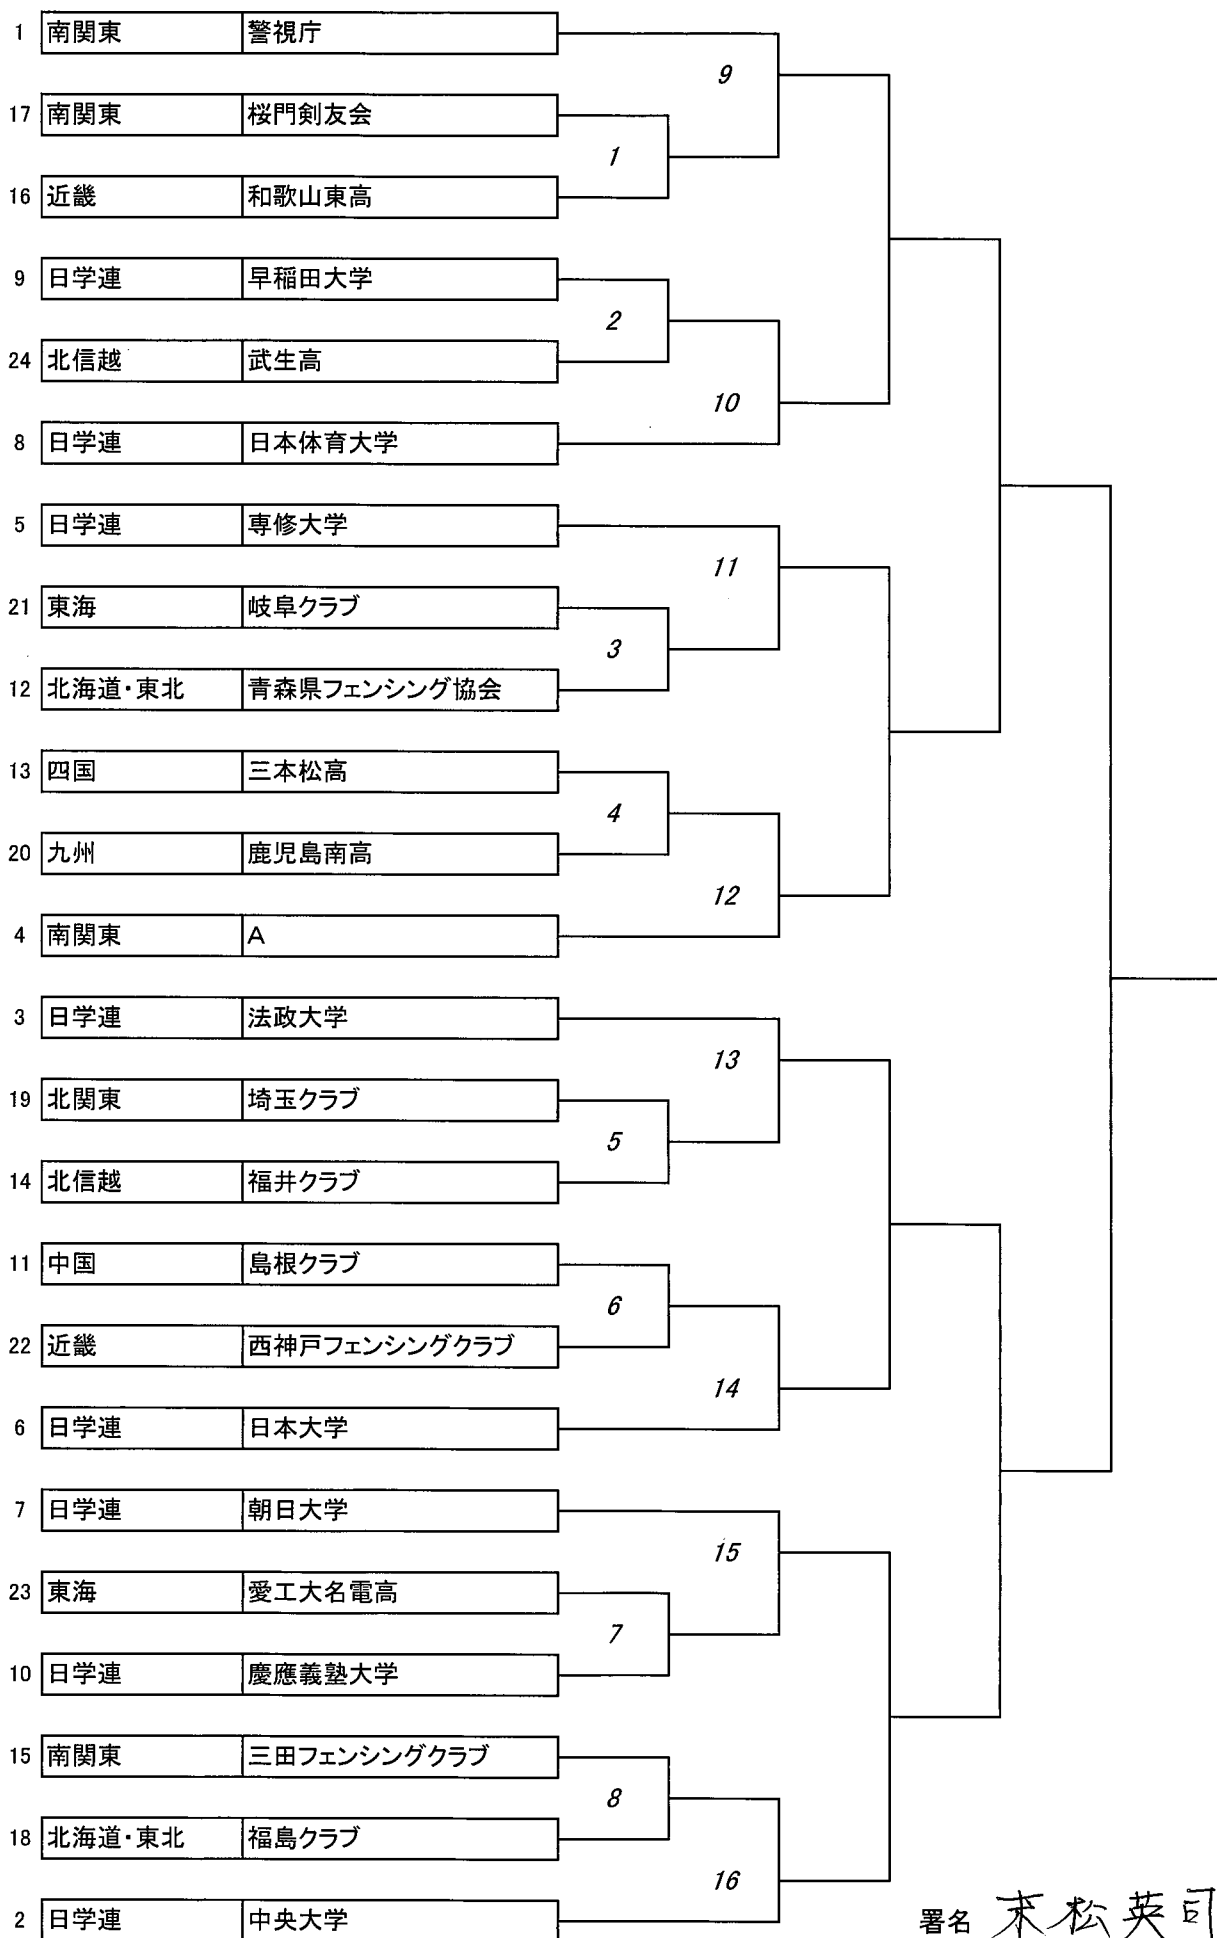 1 南関東 警視庁
9
17 南関東 桜門剣友会
1
16 近畿 和歌山東高
9 日学連 早稲田大学
2
24 北信越 武生高
10
8 日学連 日本体育大学
5 日学連 専修大学
11
21 東海 岐阜クラブ
3
12 北海道・東北 青森県フェンシング協会
13 四国 三本松高
4
20 九州 鹿児島南高
12
4 南関東 A
3 日学連 法政大学
13
19 北関東 埼玉クラブ
5
14 北信越 福井クラブ
11 中国 島根クラブ
6
22 近畿 西神戸フェンシングクラブ
14
6 日学連 日本大学
7 日学連 朝日大学
15
23 東海 愛工大名電高
7
10 日学連 慶應義塾大学
15 南関東 三田フェンシングクラブ
8
18 北海道・東北 福島クラブ
16
2 日学連 中央大学
署名 末松英司